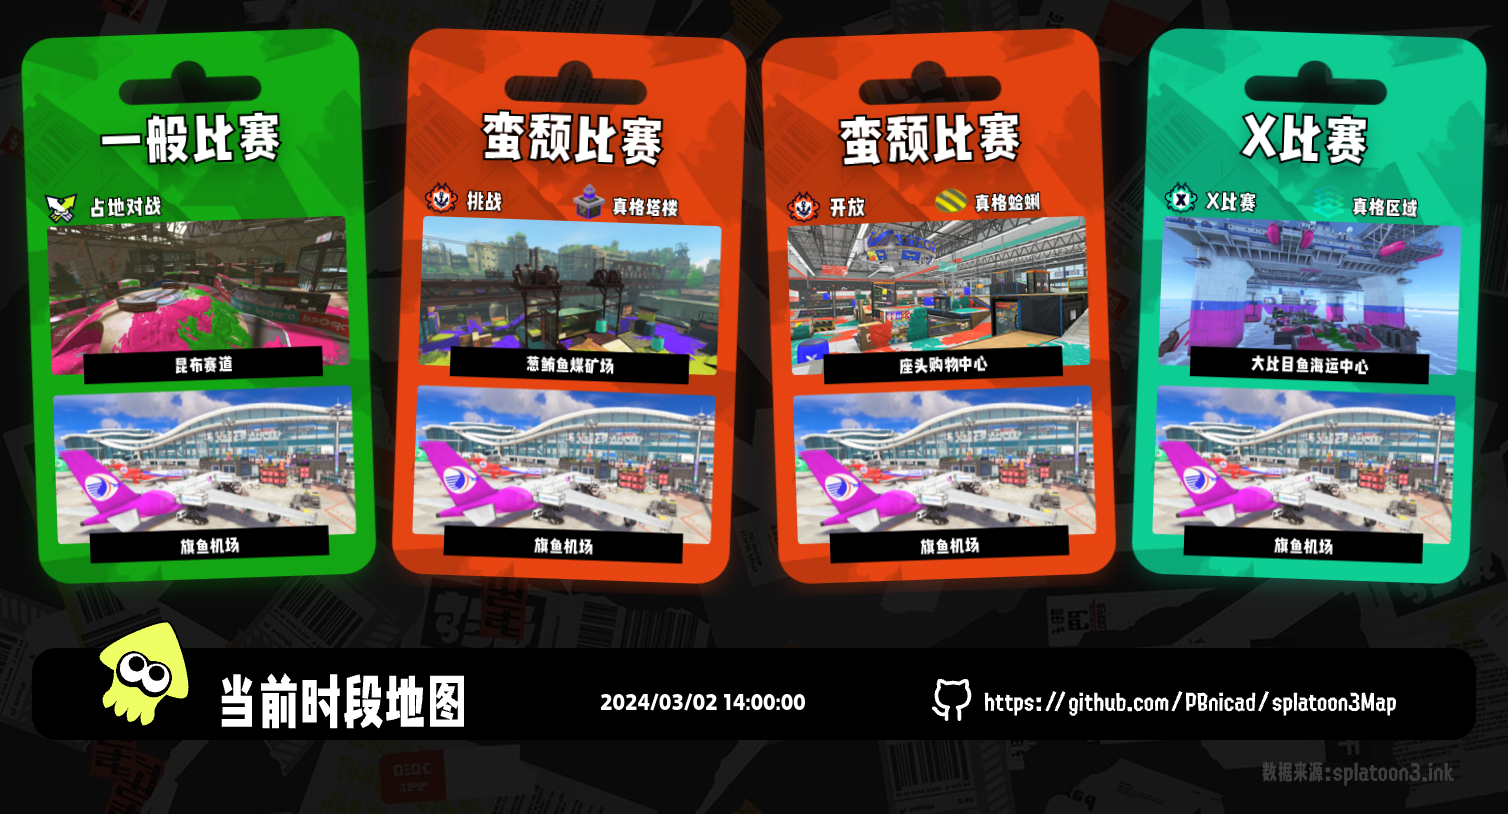 一般比赛
占地对战
昆布赛道
旗鱼机场
蛮颓比赛
挑战 真格塔楼
葱鲔鱼煤矿场
旗鱼机场
蛮颓比赛
开放 真格蛤蜊
座头购物中心
旗鱼机场
X比赛
X比赛 真格区域
大比目鱼海运中心
旗鱼机场
当前时段地图
2024/03/02 14:00:00
https://github.com/PBnicad/splatoon3Map
数据来源:splatoon3.ink